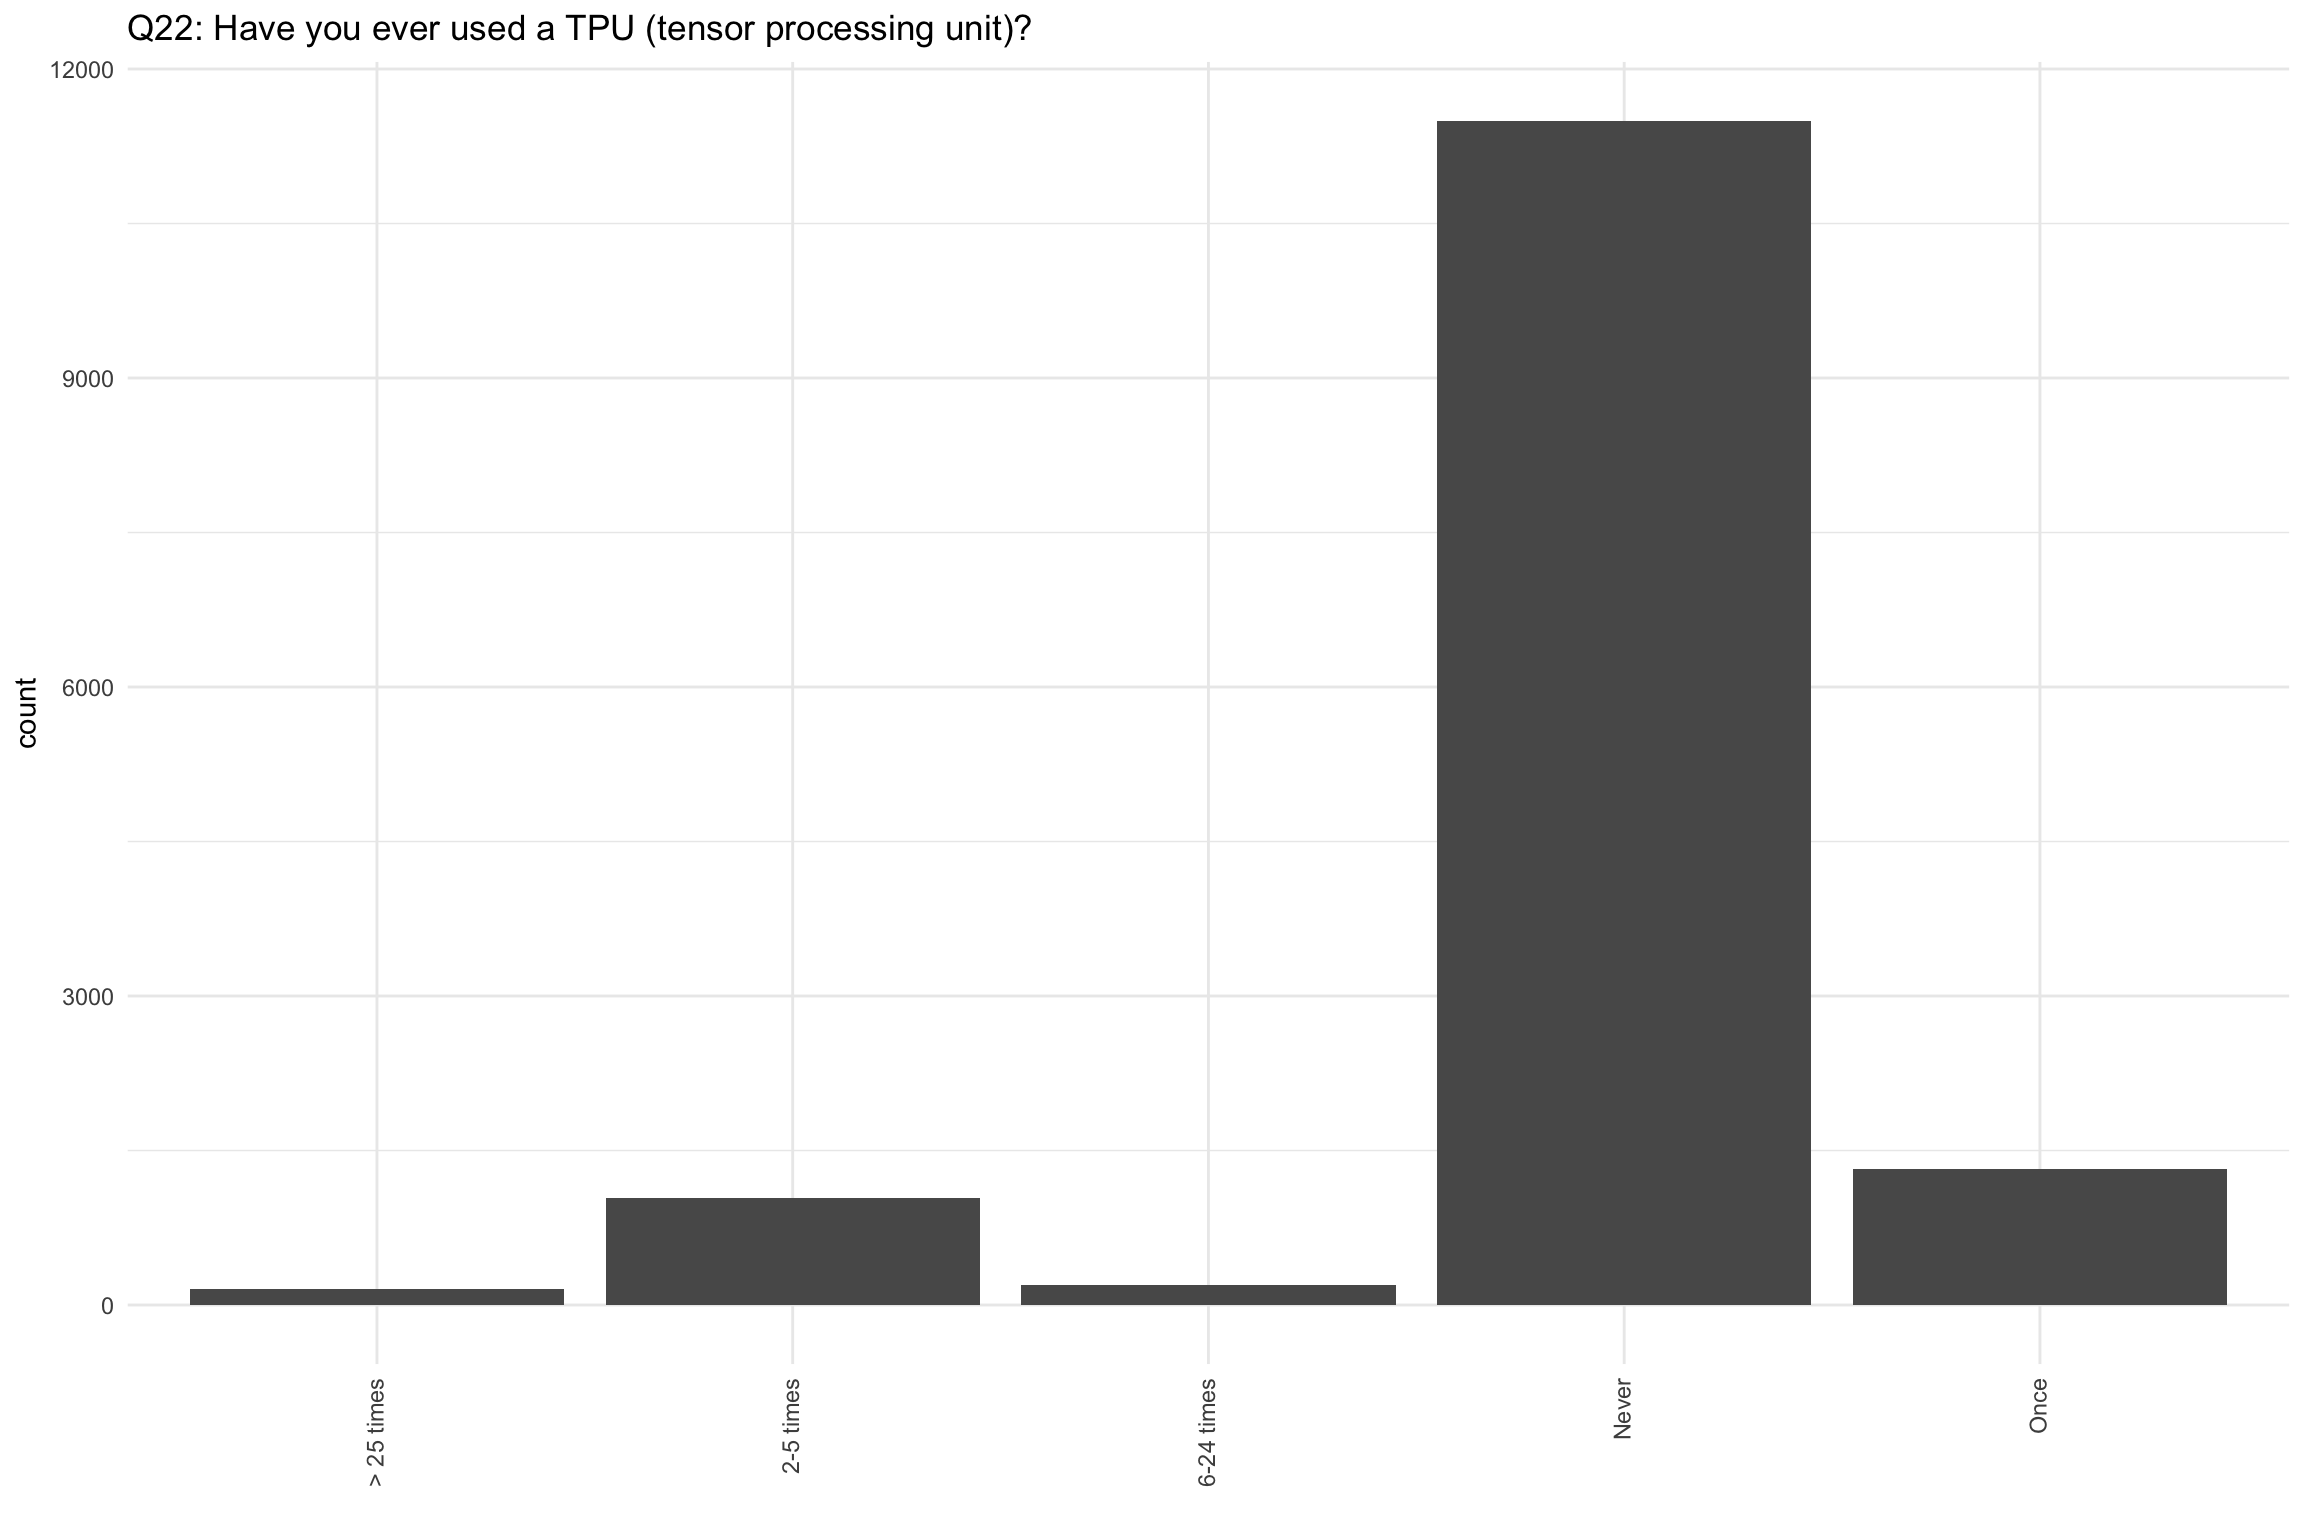 Q22: Have you ever used a TPU (tensor processing unit)?
12000
9000
6000
3000
0
count
> 25 times
2-5 times
6-24 times
Never
Once